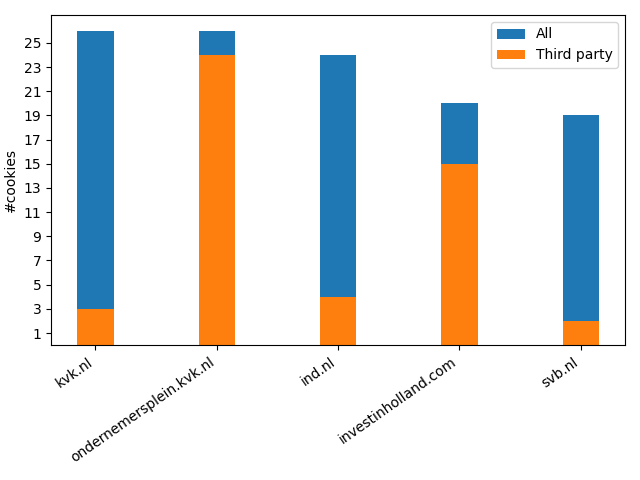 All
Third party
#cookies
25
23
21
19
17
15
13
11
9
7
5
3
1
kvk.nl
ondernemersplein.kvk.nl
ind.nl
investinholland.com
svb.nl